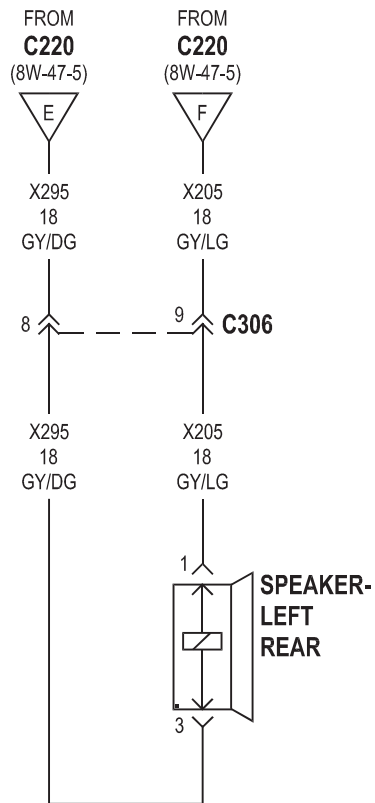 FROM
C220
(8W-47-5)
E
FROM
C220
(8W-47-5)
F
X295
18
GY/DG
X205
18
GY/LG
8
9
C306
X295
18
GY/DG
X205
18
GY/LG
1
SPEAKER-
LEFT
REAR
3